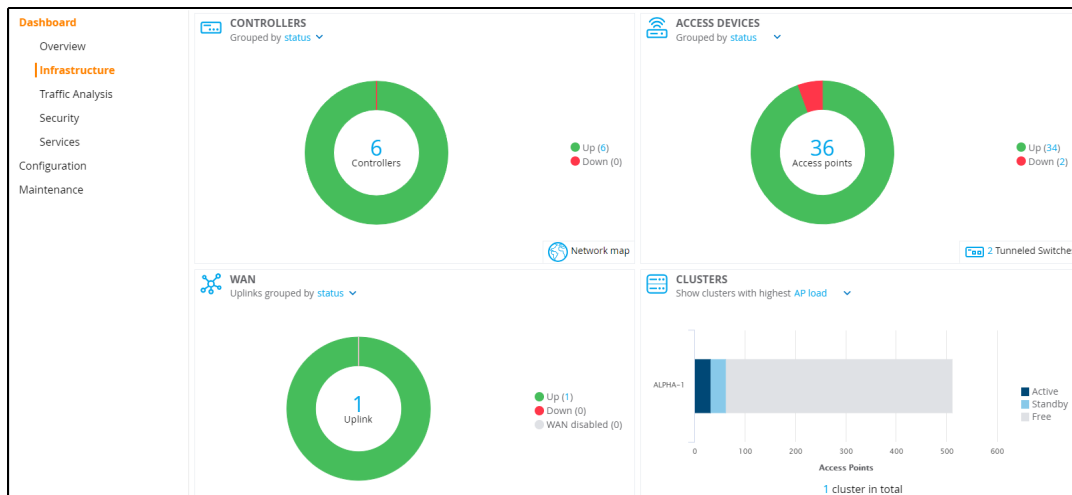 Dashboard
Overview
Infrastructure
Traffic Analysis
Security
Services
Configuration
Maintenance
CONTROLLERS
Grouped by status
6
Controllers
Up (6)
Down (0)
Network map
ACCESS DEVICES
Grouped by status
36
Access points
Up (34)
Down (2)
2 Tunneled Switches
WAN
Uplinks grouped by status
1
Uplink
Up (1)
Down (0)
WAN disabled (0)
CLUSTERS
Show clusters with highest AP load
ALPHA-1
Active
Standby
Free
0 100 200 300 400 500 600
Access Points
1 cluster in total